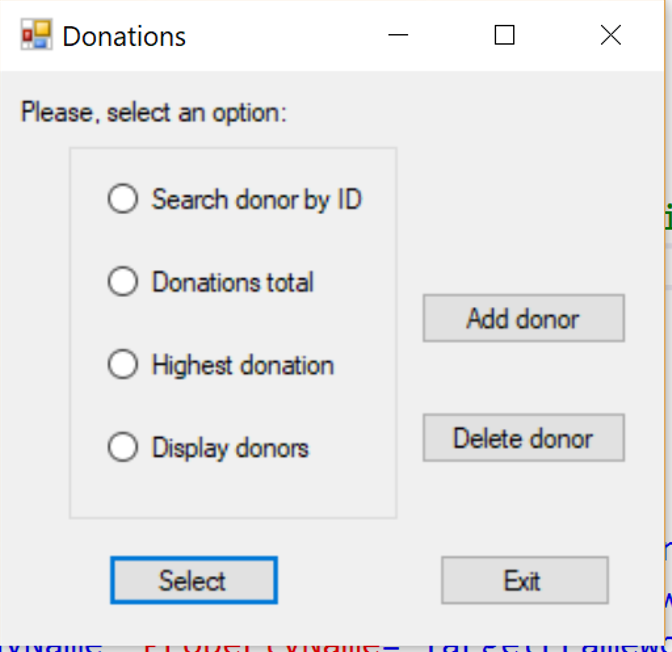 Donations
Please, select an option:
Search donor by ID
Donations total
Highest donation
Display donors
Add donor
Delete donor
Select
Exit